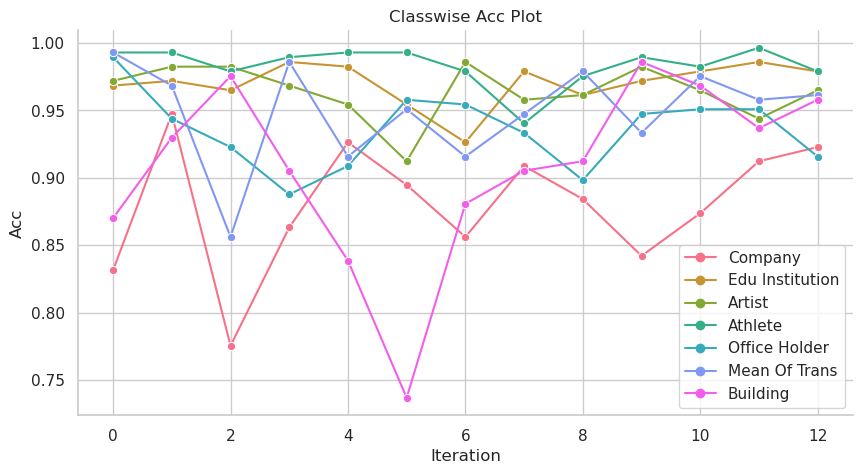 Classwise Acc Plot
1.00
0.95
0.90
0.85
0.80
0.75
Acc
0 2 4 6 8 10 12
Iteration
Company
Edu Institution
Artist
Athlete
Office Holder
Mean Of Trans
Building